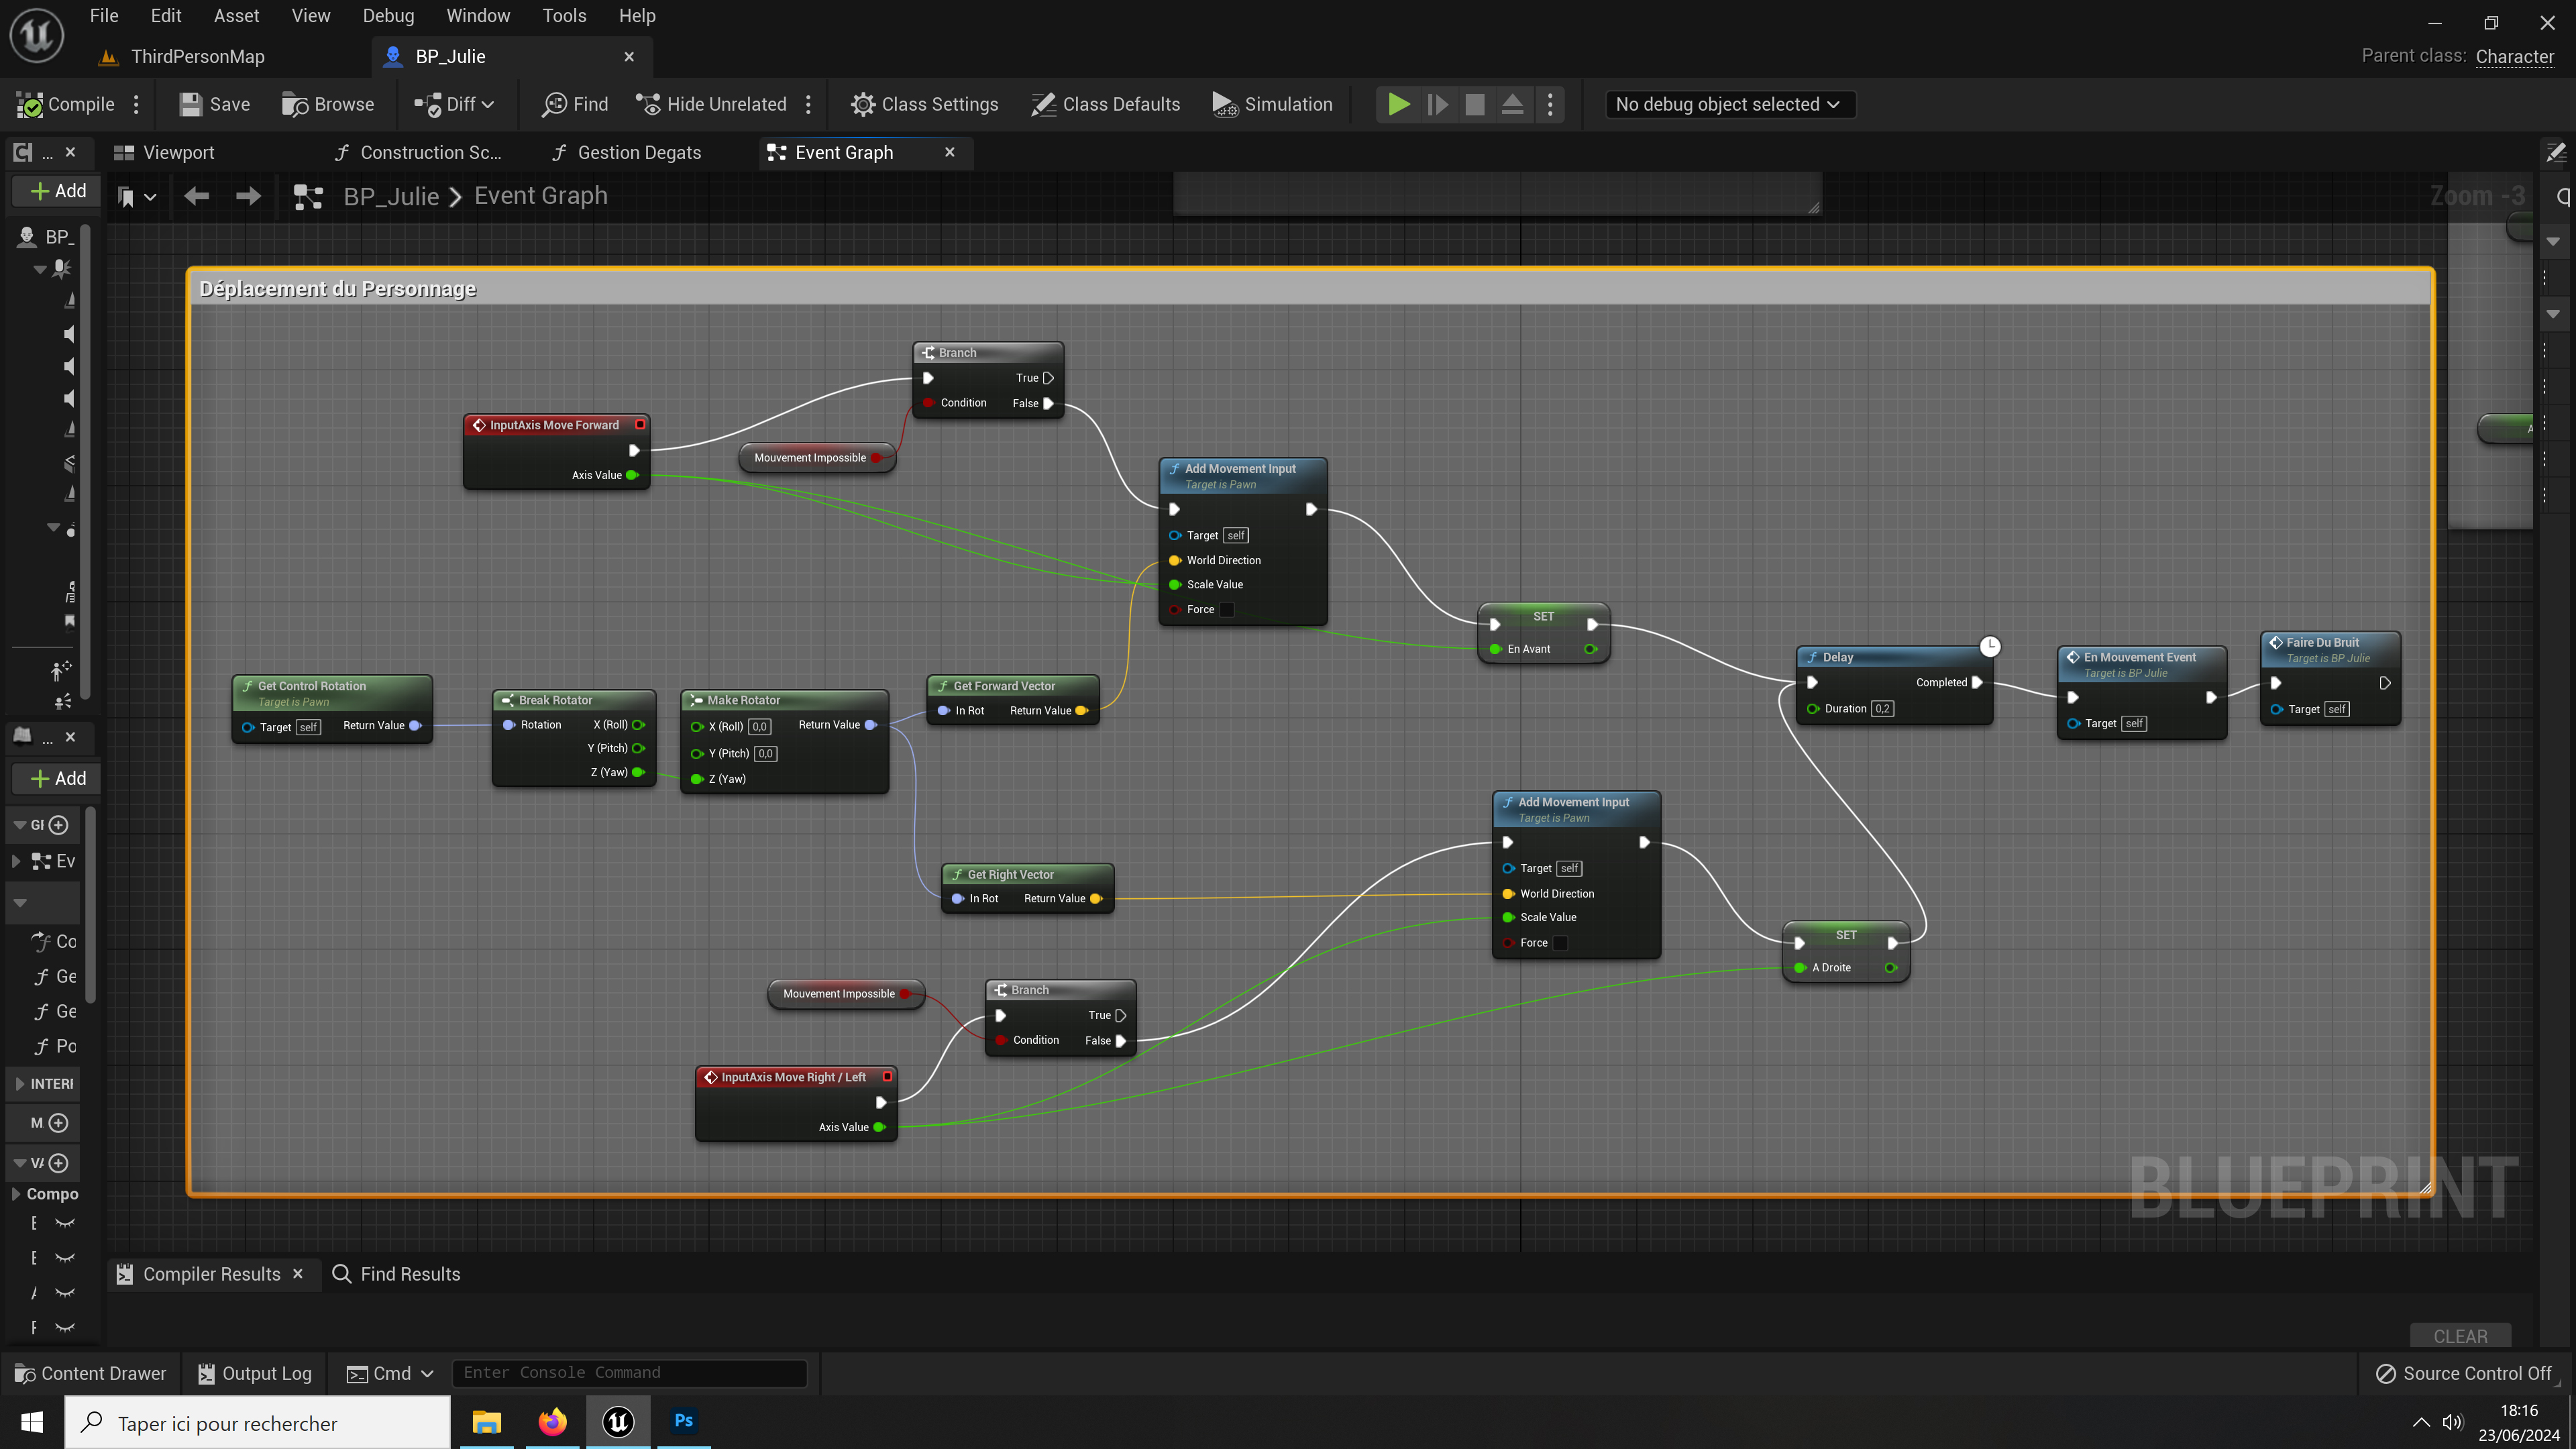 File Edit Asset View Debug Window Tools Help
ThirdPersonMap
BP_Julie
Parent class: Character
Compile
Save
Browse
Diff
Find
Hide Unrelated
Class Settings
Class Defaults
Simulation
No debug object selected
...
Viewport
Construction Sc...
Gestion Degats
Event Graph
Add
BP_Julie > Event Graph
Zoom -3
BP_
Déplacement du Personnage
Branch
True
Condition False
InputAxis Move Forward
Axis Value
Mouvement Impossible
Add Movement Input
Target is Pawn
Target self
World Direction
Scale Value
Force
SET
En Avant
Get Control Rotation
Target is Pawn
Target self Return Value
Break Rotator
Rotation X (Roll)
Y (Pitch)
Z (Yaw)
Make Rotator
X (Roll) 0,0 Return Value
Y (Pitch) 0,0
Z (Yaw)
Get Forward Vector
In Rot Return Value
Delay
Completed
Duration 0,2
En Mouvement Event
Target is BP Julie
Target self
Faire Du Bruit
Target is BP Julie
Target self
Get Right Vector
In Rot Return Value
Add Movement Input
Target is Pawn
Target self
World Direction
Scale Value
Force
SET
A Droite
Mouvement Impossible
Branch
True
Condition False
InputAxis Move Right / Left
Axis Value
BLUEPRINT
...
Add
Ev
Co
Ge
Ge
Po
INTER
M
Compo
Compiler Results
Find Results
CLEAR
Content Drawer
Output Log
Cmd
Enter Console Command
Source Control Off
Taper ici pour rechercher
Ps
18:16
23/06/2024